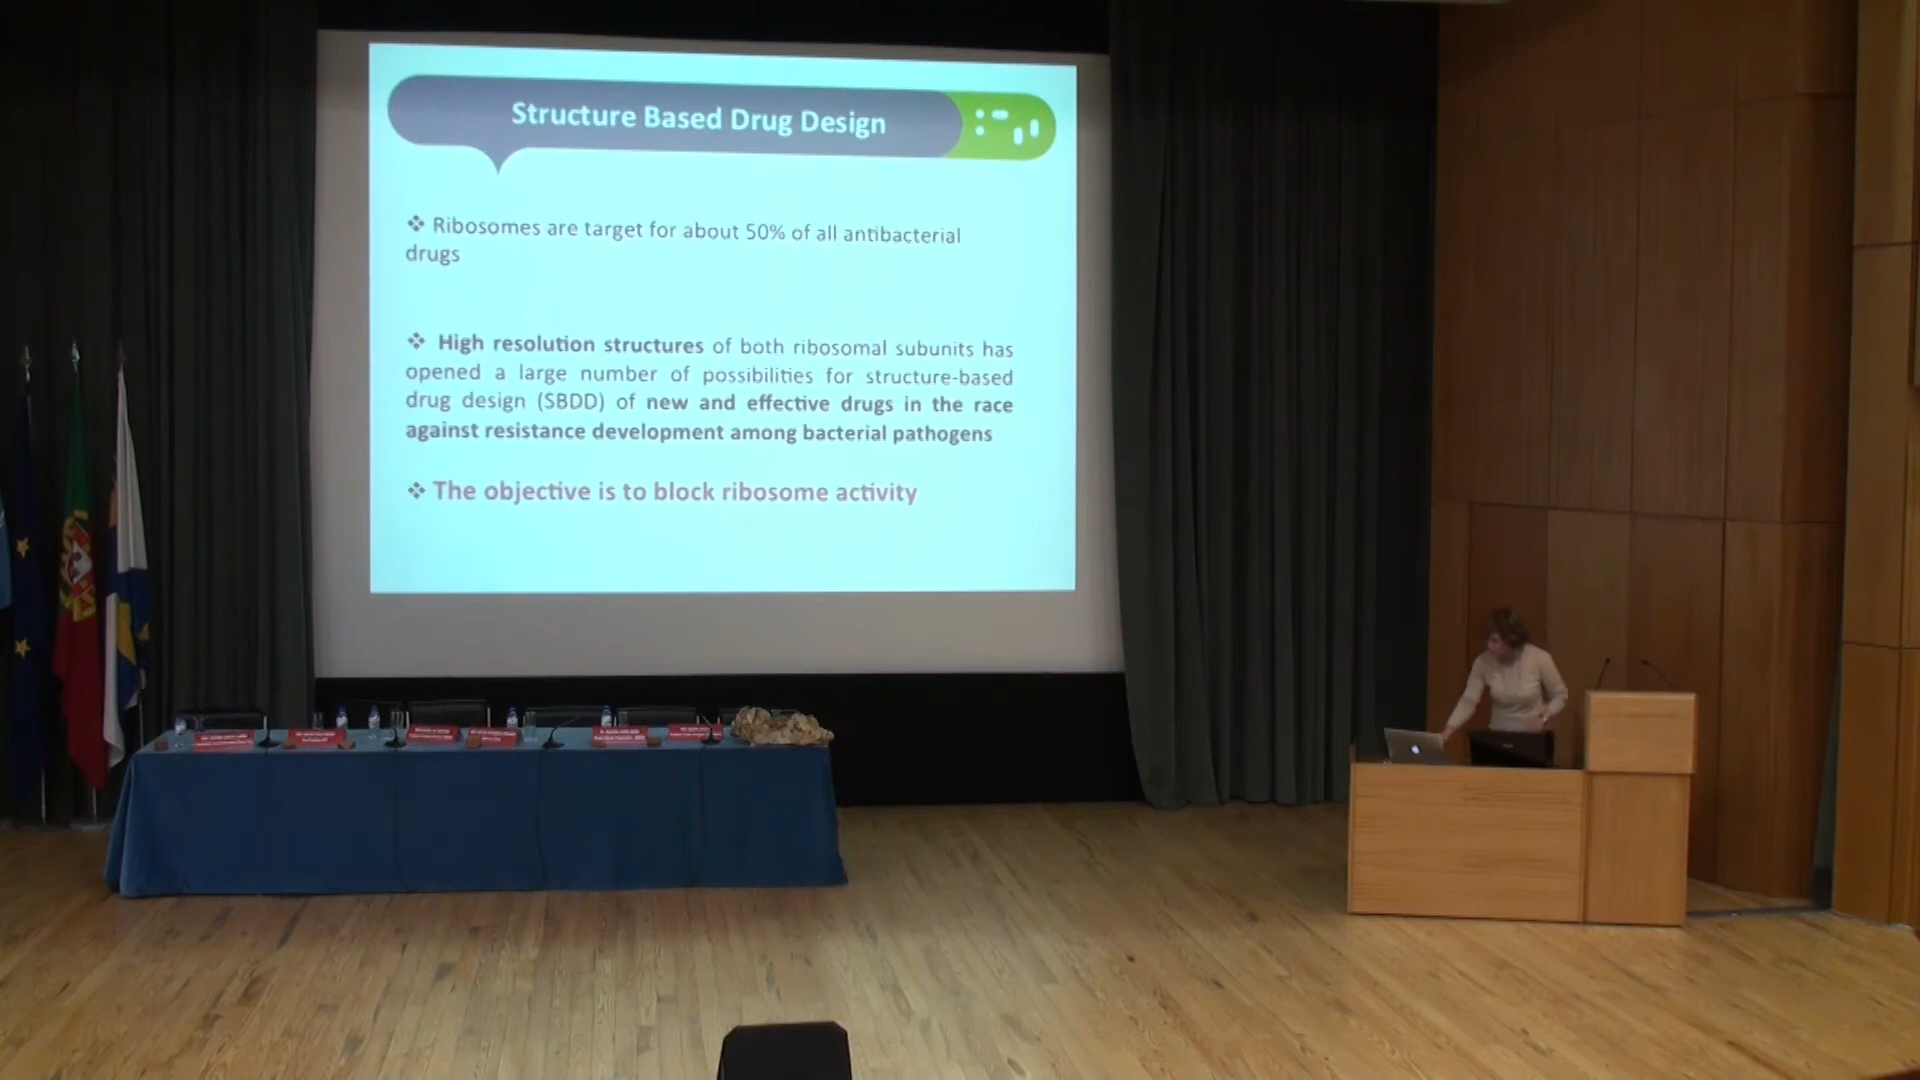 Structure Based Drug Design
❖ Ribosomes are target for about 50% of all antibacterial
drugs
❖ High resolution structures of both ribosomal subunits has
opened a large number of possibilities for structure-based
drug design (SBDD) of new and effective drugs in the race
against resistance development among bacterial pathogens
❖ The objective is to block ribosome activity